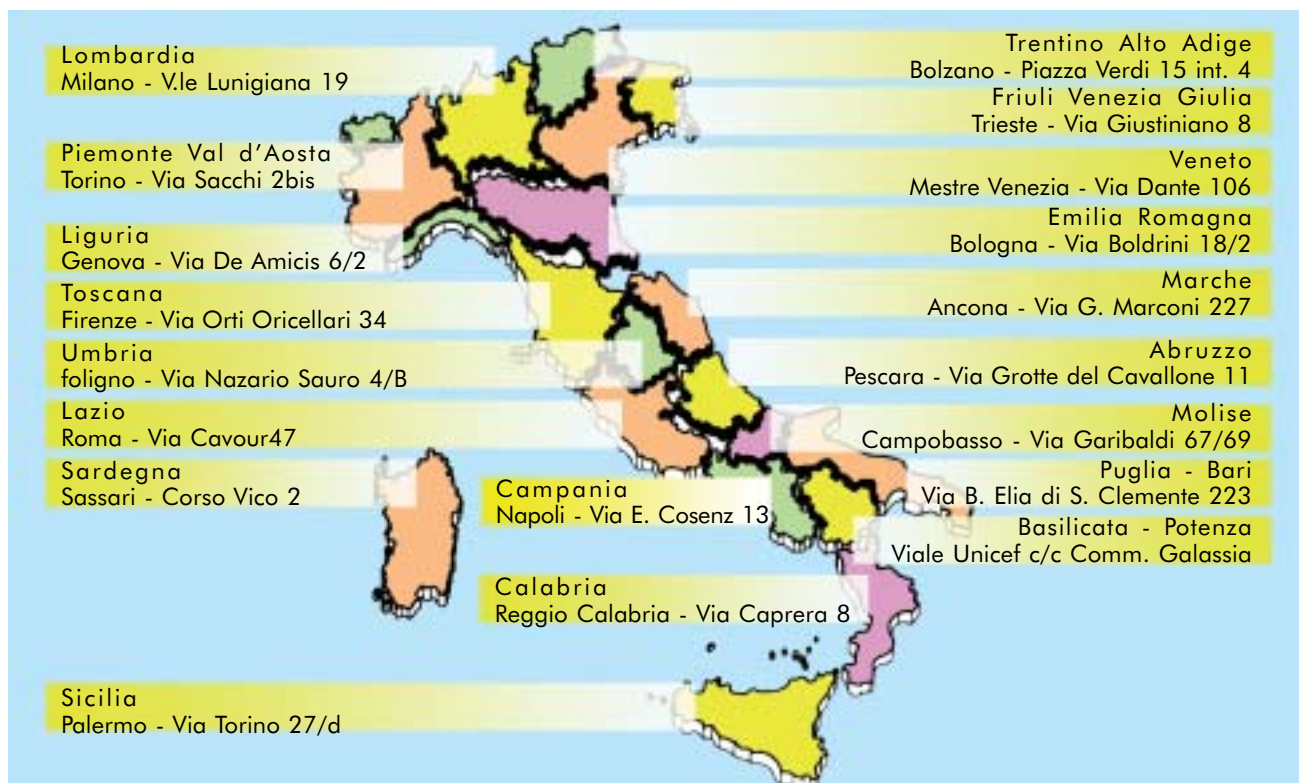 Lombardia
Milano - V.le Lunigiana 19
Piemonte Val d'Aosta
Torino - Via Sacchi 2bis
Liguria
Genova - Via De Amicis 6/2
Toscana
Firenze - Via Orti Oricellari 34
Umbria
foligno - Via Nazario Sauro 4/B
Lazio
Roma - Via Cavour47
Sardegna
Sassari - Corso Vico 2
Campania
Napoli - Via E. Cosenz 13
Calabria
Reggio Calabria - Via Caprera 8
Sicilia
Palermo - Via Torino 27/d
Trentino Alto Adige
Bolzano - Piazza Verdi 15 int. 4
Friuli Venezia Giulia
Trieste - Via Giustiniano 8
Veneto
Mestre Venezia - Via Dante 106
Emilia Romagna
Bologna - Via Boldrini 18/2
Marche
Ancona - Via G. Marconi 227
Abruzzo
Pescara - Via Grotte del Cavallone 11
Molise
Campobasso - Via Garibaldi 67/69
Puglia - Bari
Via B. Elia di S. Clemente 223
Basilicata - Potenza
Viale Unicef c/c Comm. Galassia